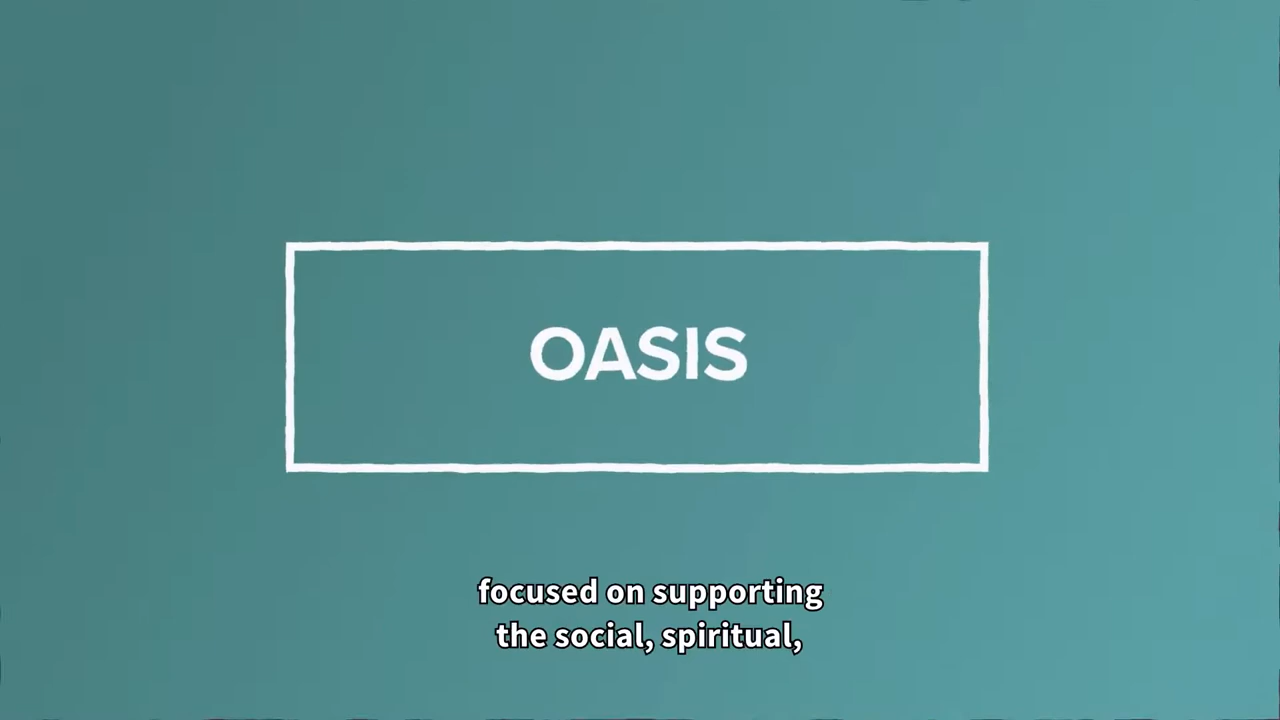 OASIS
focused on supporting
the social, spiritual,